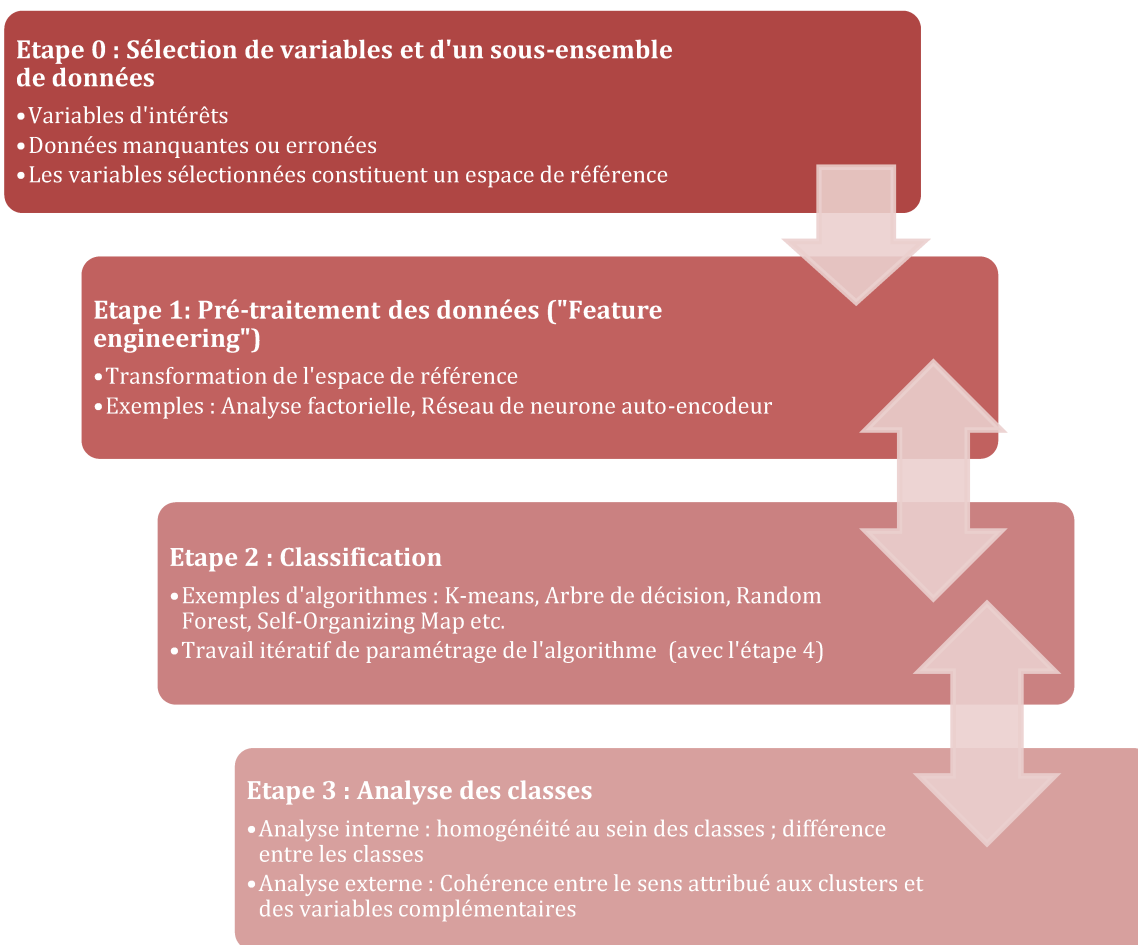 Etape 0 : Sélection de variables et d'un sous-ensemble
de données
•Variables d'intérêts
•Données manquantes ou erronées
•Les variables sélectionnées constituent un espace de référence
Etape 1: Pré-traitement des données ("Feature
engineering")
•Transformation de l'espace de référence
•Exemples : Analyse factorielle, Réseau de neurone auto-encodeur
Etape 2 : Classification
•Exemples d'algorithmes : K-means, Arbre de décision, Random
Forest, Self-Organizing Map etc.
•Travail itératif de paramétrage de l'algorithme  (avec l'étape 4)
Etape 3 : Analyse des classes
•Analyse interne : homogénéité au sein des classes ; différence
entre les classes
•Analyse externe : Cohérence entre le sens attribué aux clusters et
des variables complémentaires